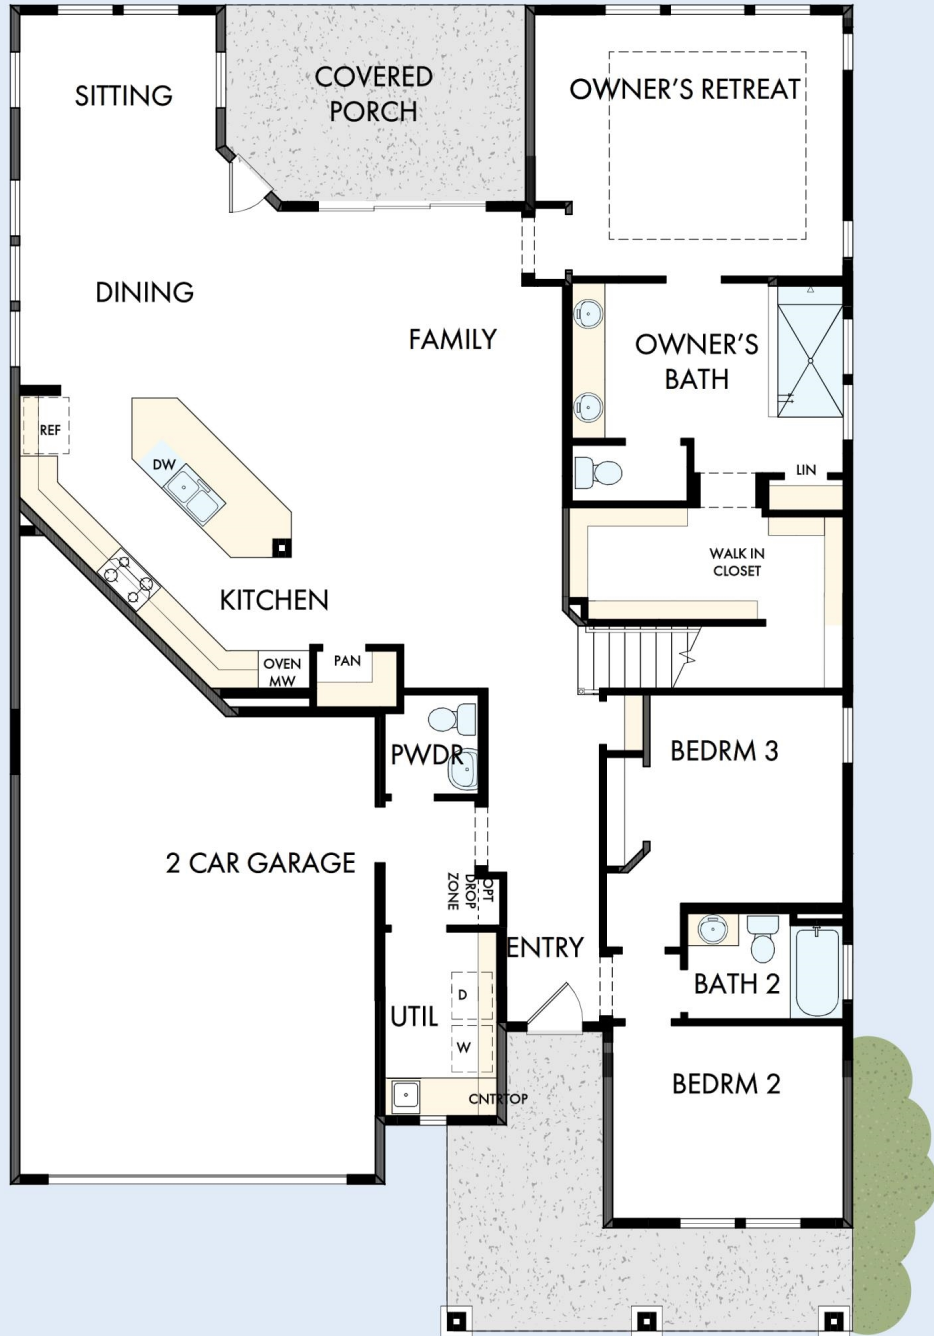 SITTING
COVERED
PORCH
OWNER'S RETREAT
DINING
FAMILY
OWNER'S
BATH
REF
DW
LIN
WALK IN
CLOSET
KITCHEN
OVEN
MW
PAN
PWDR
BEDRM 3
2 CAR GARAGE
OPT
DROP
ZONE
ENTRY
BATH 2
D
UTIL
W
BEDRM 2
CNTRTOP